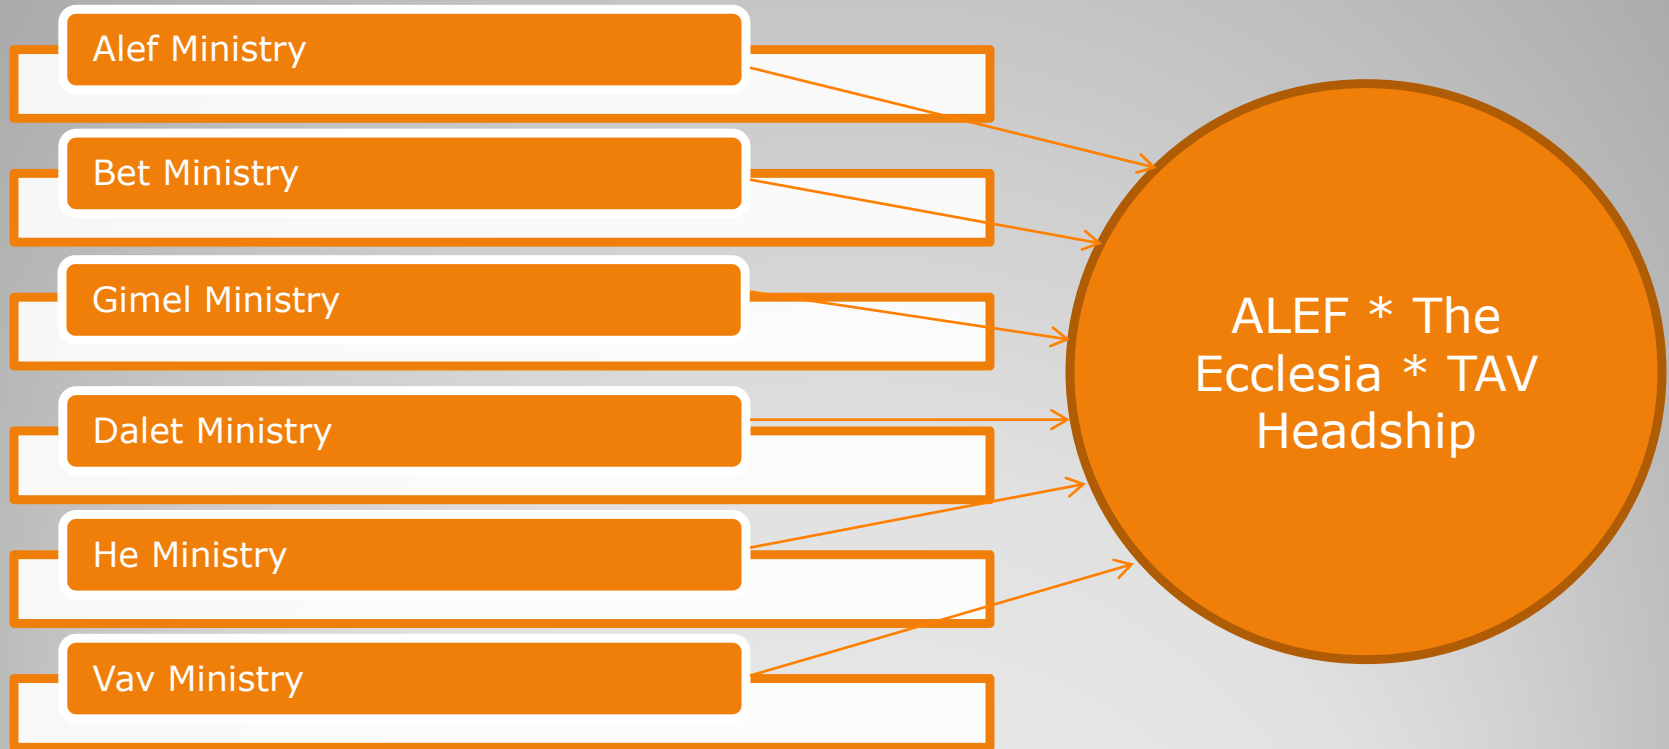 Alef Ministry
Bet Ministry
Gimel Ministry
Dalet Ministry
He Ministry
Vav Ministry
ALEF * The
Ecclesia * TAV
Headship